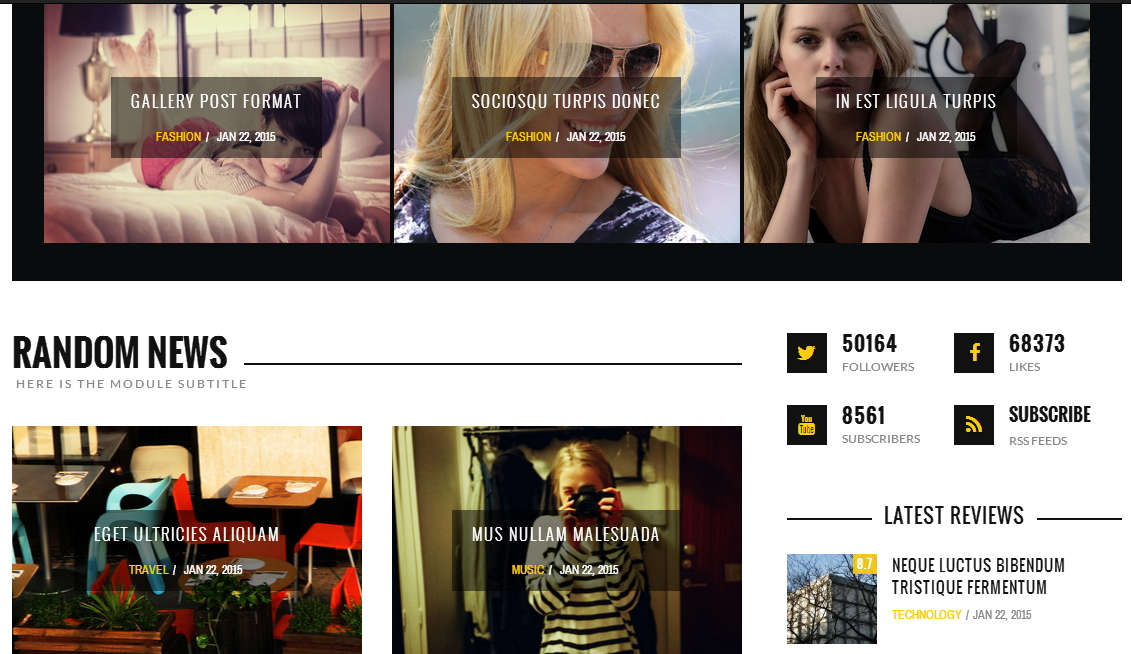 GALLERY POST FORMAT
FASHION / JAN 22, 2015
SOCIOSQU TURPIS DONEC
FASHION / JAN 22, 2015
IN EST LIGULA TURPIS
FASHION / JAN 22, 2015
RANDOM NEWS
HERE IS THE MODULE SUBTITLE
EGET ULTRICIES ALIQUAM
TRAVEL / JAN 22, 2015
MUS NULLAM MALESUADA
MUSIC / JAN 22, 2015
50164
FOLLOWERS
68373
LIKES
You
Tube
8561
SUBSCRIBERS
SUBSCRIBE
RSS FEEDS
LATEST REVIEWS
8.7
NEQUE LUCTUS BIBENDUM
TRISTIQUE FERMENTUM
TECHNOLOGY / JAN 22, 2015